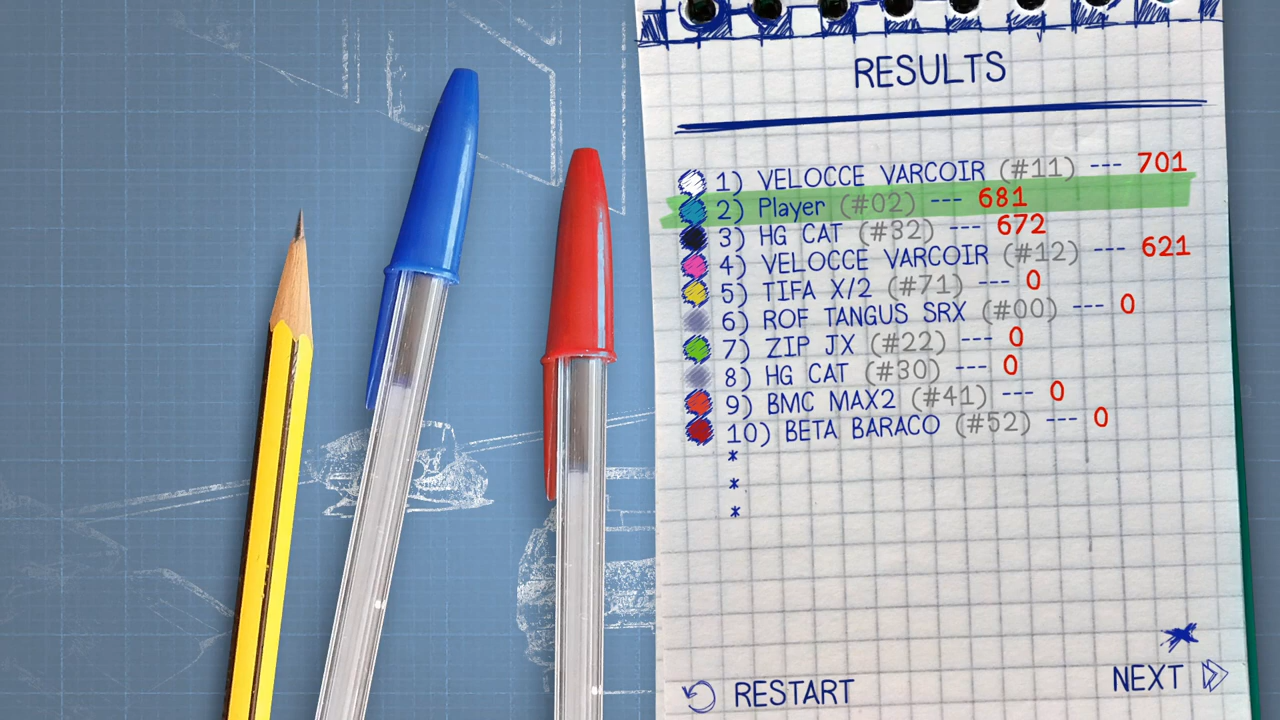 RESULTS
1) VELOCCE VARCOIR (#11) --- 701
2) Player (#02) --- 681
3) HG CAT (#32) --- 672
4) VELOCCE VARCOIR (#12) --- 621
5) TIFA X/2 (#71) --- 0
6) ROF TANGUS SRX (#00) --- 0
7) ZIP JX (#22) --- 0
8) HG CAT (#30) --- 0
9) BMC MAX2 (#41) --- 0
10) BETA BARACO (#52) --- 0
*
*
*
RESTART
NEXT